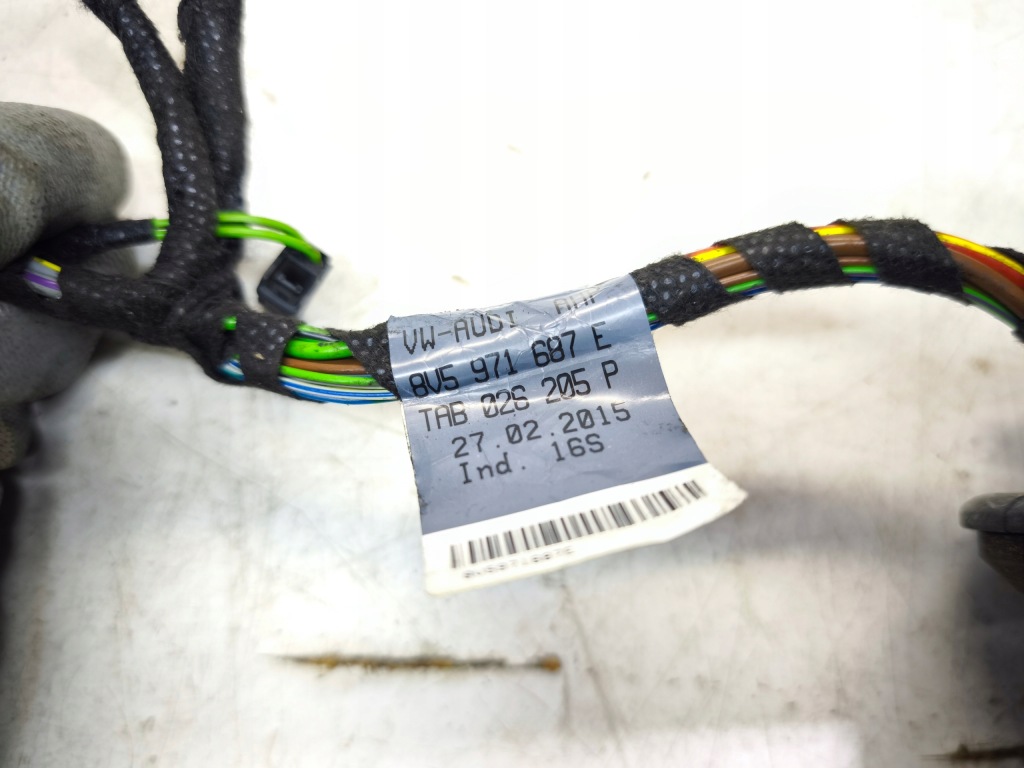 VW-AUDI
8V5 971 687 E
TAB 026 205 P
27.02.2015
Ind. 16S